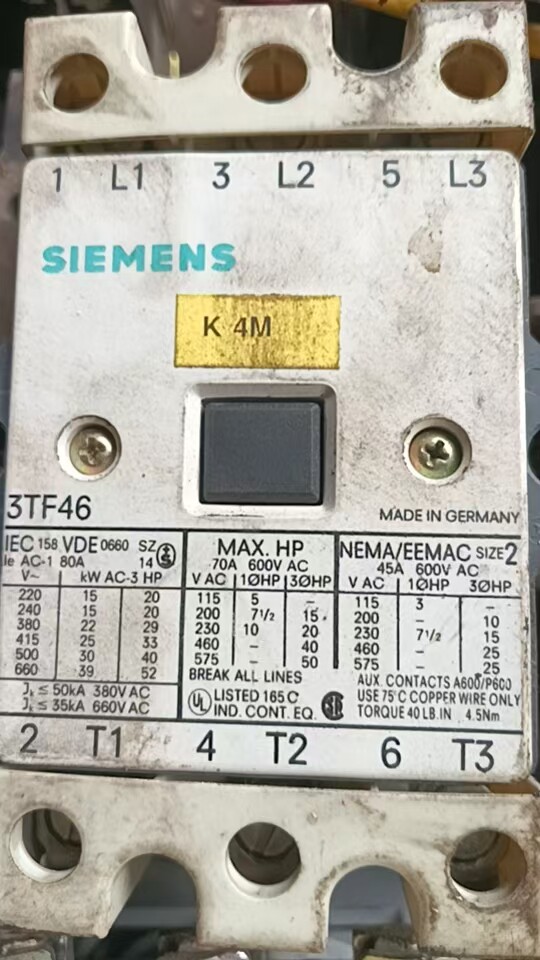 1 L1 3 L2 5 L3
SIEMENS
K 4M
3TF46
MADE IN GERMANY
IEC 158 VDE 0660 SZ
Ie AC-1 80A 14 S
V~ kW AC-3 HP
220 15 20
240 15 20
380 22 29
415 25 33
500 30 40
660 39 52
≤ 50kA 380V AC
≤ 35kA 660V AC
MAX. HP
70A 600V AC
V AC 1ØHP 3ØHP
115 5 –
200 7 1/2 15
230 10 20
460 – 40
575 – 50
BREAK ALL LINES
UL LISTED 165 C
IND. CONT. EQ.
NEMA/EEMAC SIZE 2
45A 600V AC
V AC 1ØHP 3ØHP
115 3 –
200 – 10
230 7 1/2 15
460 – 25
575 – 25
AUX. CONTACTS A600/P600
USE 75°C COPPER WIRE ONLY
TORQUE 40 LB.IN 4.5Nm
2 T1 4 T2 6 T3